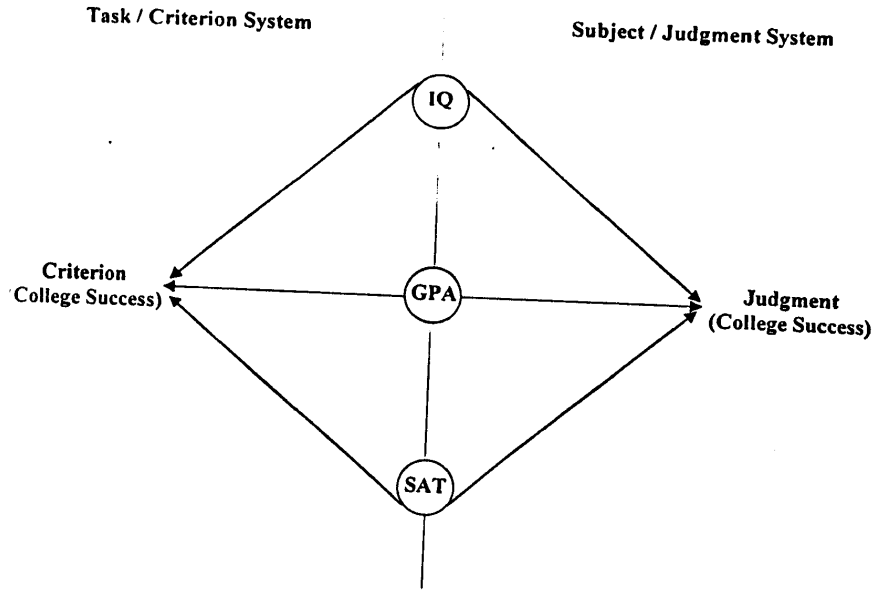 Task / Criterion System
Subject / Judgment System
IQ
Criterion
College Success)
GPA
Judgment
(College Success)
SAT